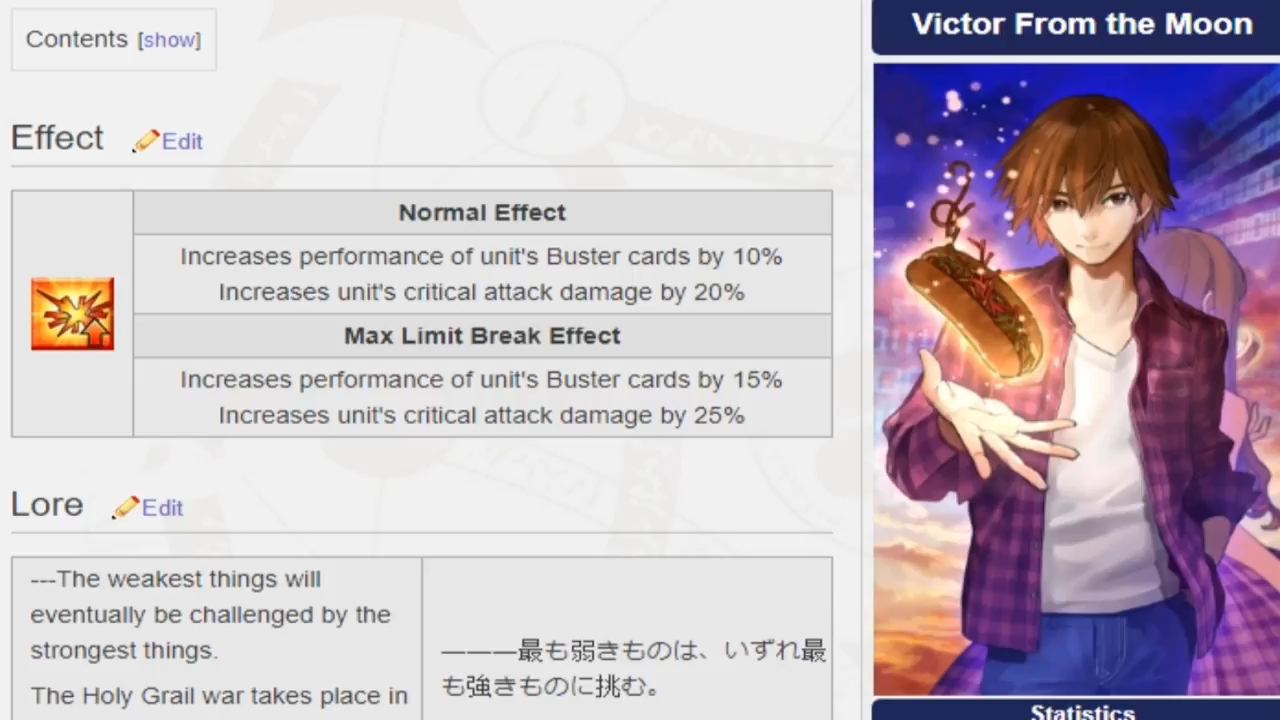 Contents [show]
Victor From the Moon
Effect Edit
Normal Effect
Increases performance of unit's Buster cards by 10%
Increases unit's critical attack damage by 20%
Max Limit Break Effect
Increases performance of unit's Buster cards by 15%
Increases unit's critical attack damage by 25%
Lore Edit
---The weakest things will
eventually be challenged by the
strongest things.
The Holy Grail war takes place in
———最も弱きものは、いずれ最
も強きものに挑む。
Statistics